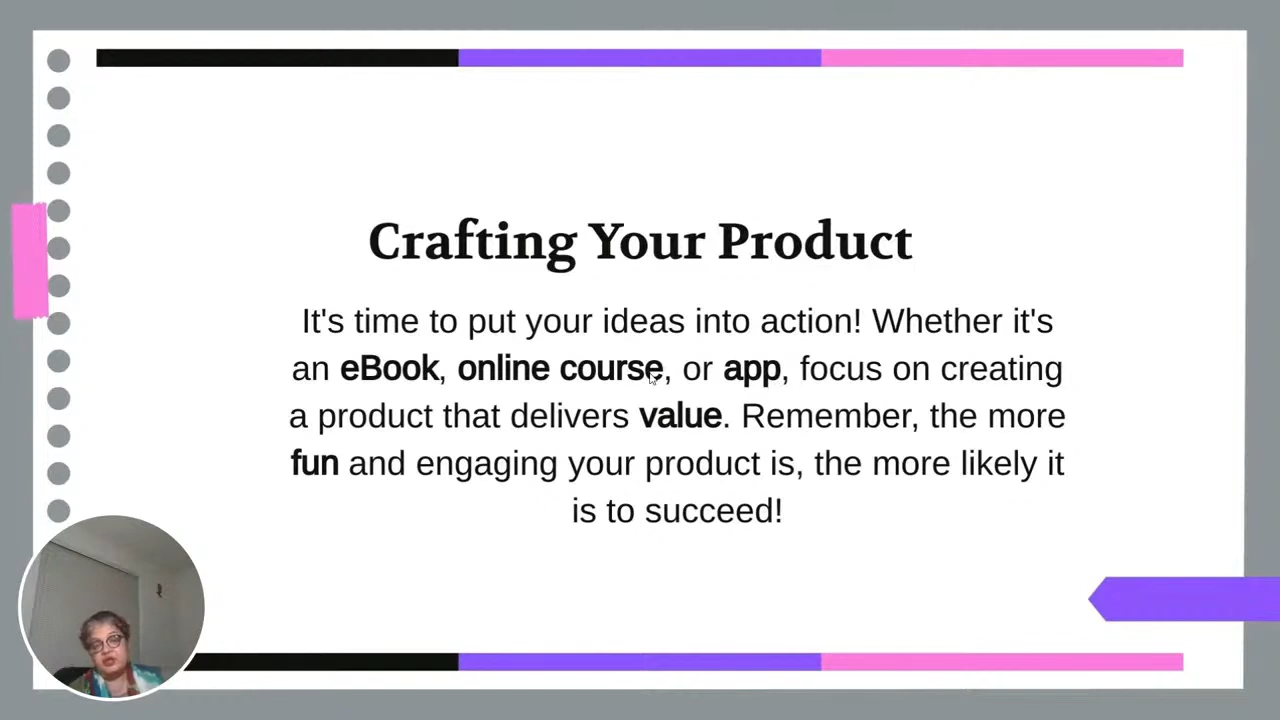 Crafting Your Product
It's time to put your ideas into action! Whether it's
an eBook, online course, or app, focus on creating
a product that delivers value. Remember, the more
fun and engaging your product is, the more likely it
is to succeed!